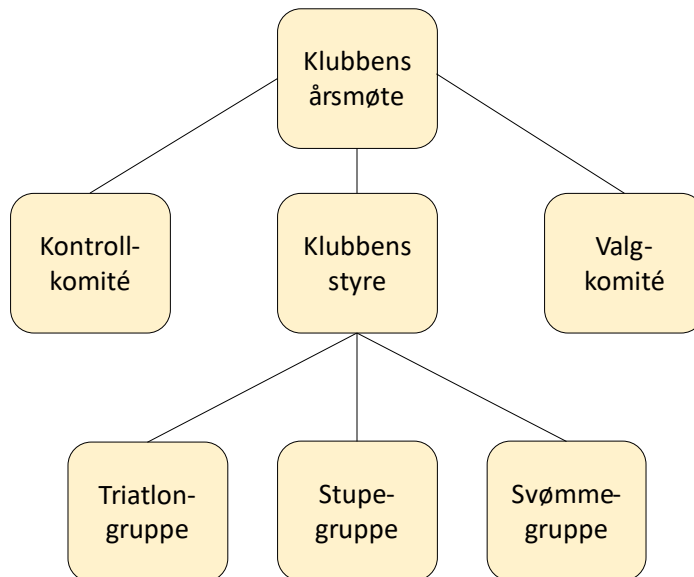 Klubbens
årsmøte
Kontroll-
komité
Klubbens
styre
Valg-
komité
Triatlon-
gruppe
Stupe-
gruppe
Svømme-
gruppe